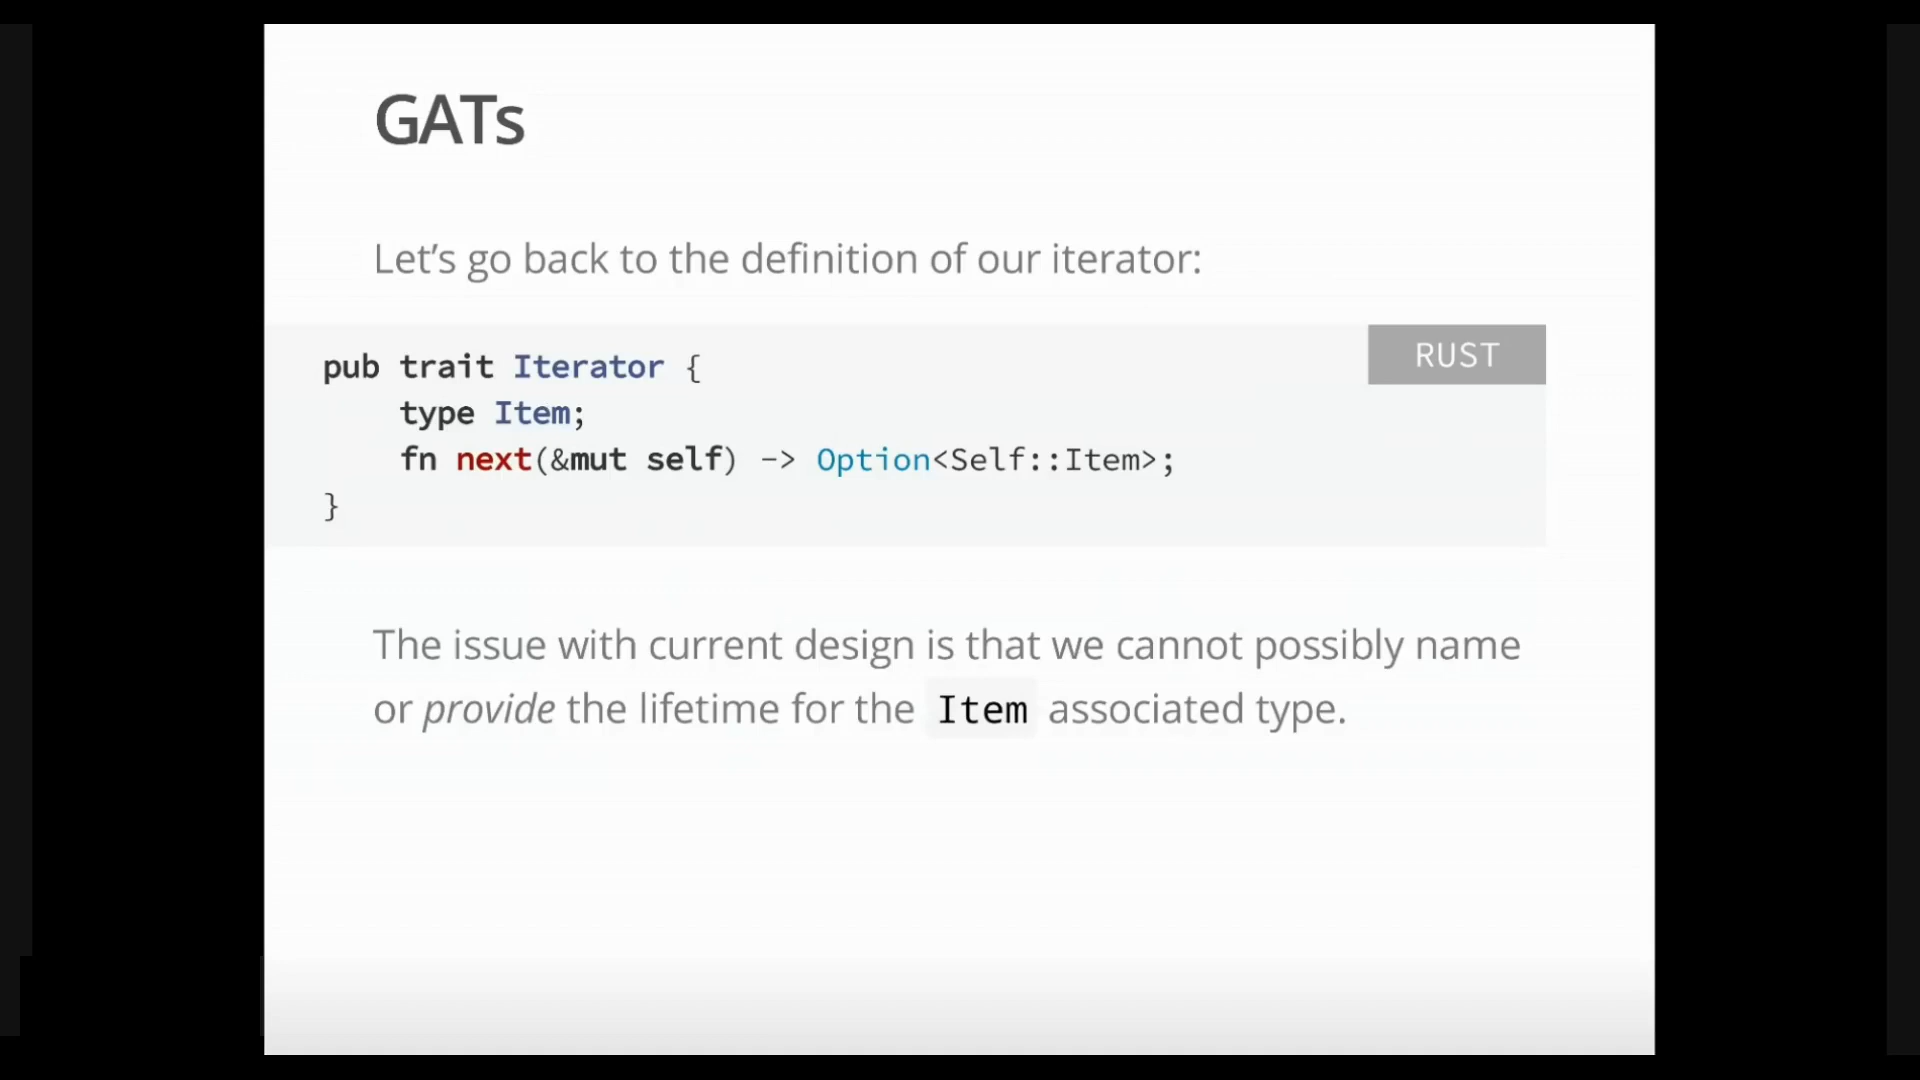 GATs
Let’s go back to the definition of our iterator:
RUST
pub trait Iterator {
    type Item;
    fn next(&mut self) -> Option<Self::Item>;
}
The issue with current design is that we cannot possibly name
or provide the lifetime for the Item associated type.